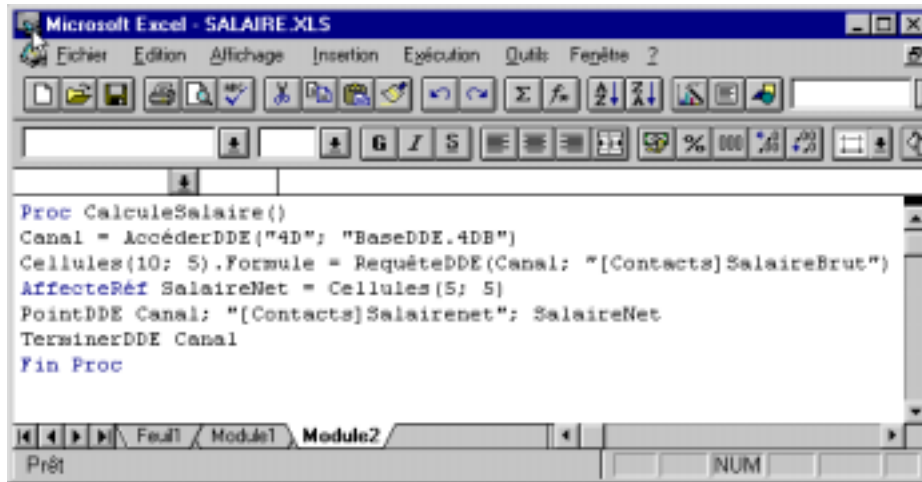 Microsoft Excel - SALAIRE.XLS
Fichier Edition Affichage Insertion Exécution Outils Fenêtre ?
G I S % 000
Proc CalculeSalaire()
Canal = AccéderDDE("4D"; "BaseDDE.4DB")
Cellules(10; 5).Formule = RequêteDDE(Canal; "[Contacts]SalaireBrut")
AffecteRéf SalaireNet = Cellules(5; 5)
PointDDE Canal; "[Contacts]Salairenet"; SalaireNet
TerminerDDE Canal
Fin Proc
Feuil1 Module1 Module2
Prêt NUM